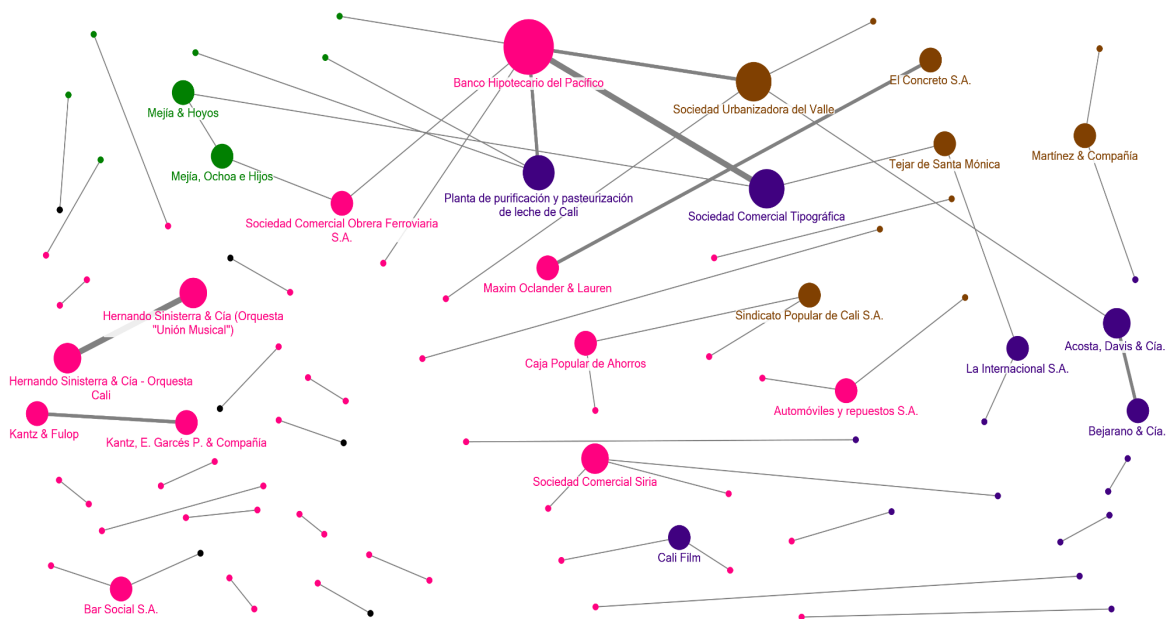 Banco Hipotecario del Pacífico
El Concreto S.A.
Mejía & Hoyos
Sociedad Urbanizadora del Valle
Martínez & Compañía
Tejar de Santa Mónica
Mejía, Ochoa e Hijos
Planta de purificación y pasteurización
de leche de Cali
Sociedad Comercial Tipográfica
Sociedad Comercial Obrera Ferroviaria
S.A.
Maxim Oclander & Lauren
Hernando Sinisterra & Cía (Orquesta
"Unión Musical")
Sindicato Popular de Cali S.A.
Acosta, Davis & Cía.
Caja Popular de Ahorros
La Internacional S.A.
Hernando Sinisterra & Cía - Orquesta
Cali
Automóviles y repuestos S.A.
Kantz & Fulop
Kantz, E. Garcés P. & Compañía
Bejarano & Cía.
Sociedad Comercial Siria
Cali Film
Bar Social S.A.